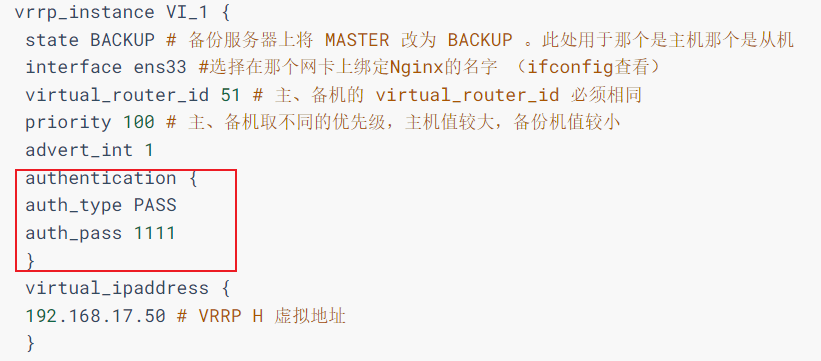 vrrp_instance VI_1 {
state BACKUP # 备份服务器上将 MASTER 改为 BACKUP 。此处用于那个是主机那个是从机
interface ens33 #选择在那个网卡上绑定Nginx的名字 （ifconfig查看）
virtual_router_id 51 # 主、备机的 virtual_router_id 必须相同
priority 100 # 主、备机取不同的优先级，主机值较大，备份机值较小
advert_int 1
authentication {
auth_type PASS
auth_pass 1111
}
virtual_ipaddress {
192.168.17.50 # VRRP H 虚拟地址
}